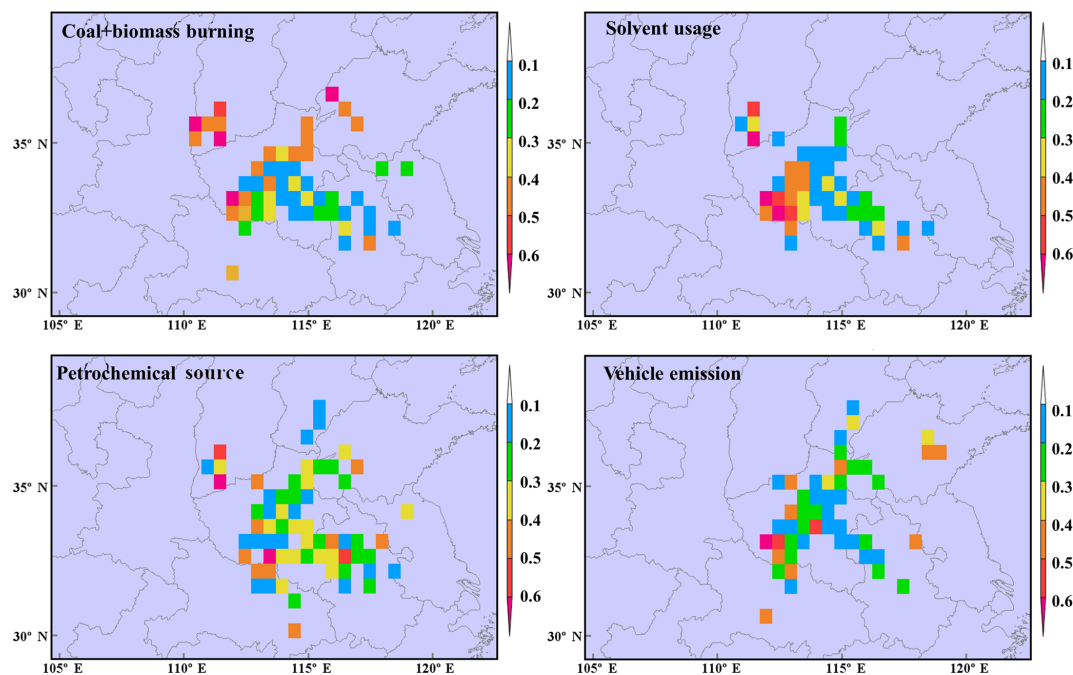 Coal+biomass burning
0.1
0.2
0.3
0.4
0.5
0.6
35° N
30° N
105° E
110° E
115° E
120° E
Solvent usage
0.1
0.2
0.3
0.4
0.5
0.6
35° N
30° N
105° E
110° E
115° E
120° E
Petrochemical source
0.1
0.2
0.3
0.4
0.5
0.6
35° N
30° N
105° E
110° E
115° E
120° E
Vehicle emission
0.1
0.2
0.3
0.4
0.5
0.6
35° N
30° N
105° E
110° E
115° E
120° E